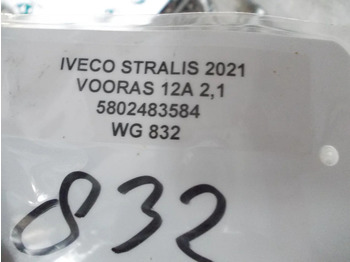 IVECO STRALIS 2021
VOORAS 12A 2,1
5802483584
WG 832
832